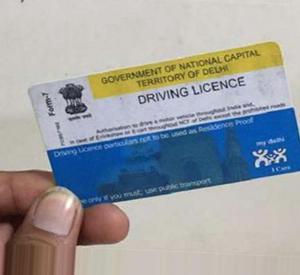 Form-7
GOVERNMENT OF NATIONAL CAPITAL
TERRITORY OF DELHI
DRIVING LICENCE
Authorisation to drive a motor vehicle throughout India and,
in case of E-rickshaw or E-cart throughout NCT of Delhi except the prohibited roads
Driving Licence particulars not to be used as Residence Proof
my delhi
I Care
only if you must; use public transport